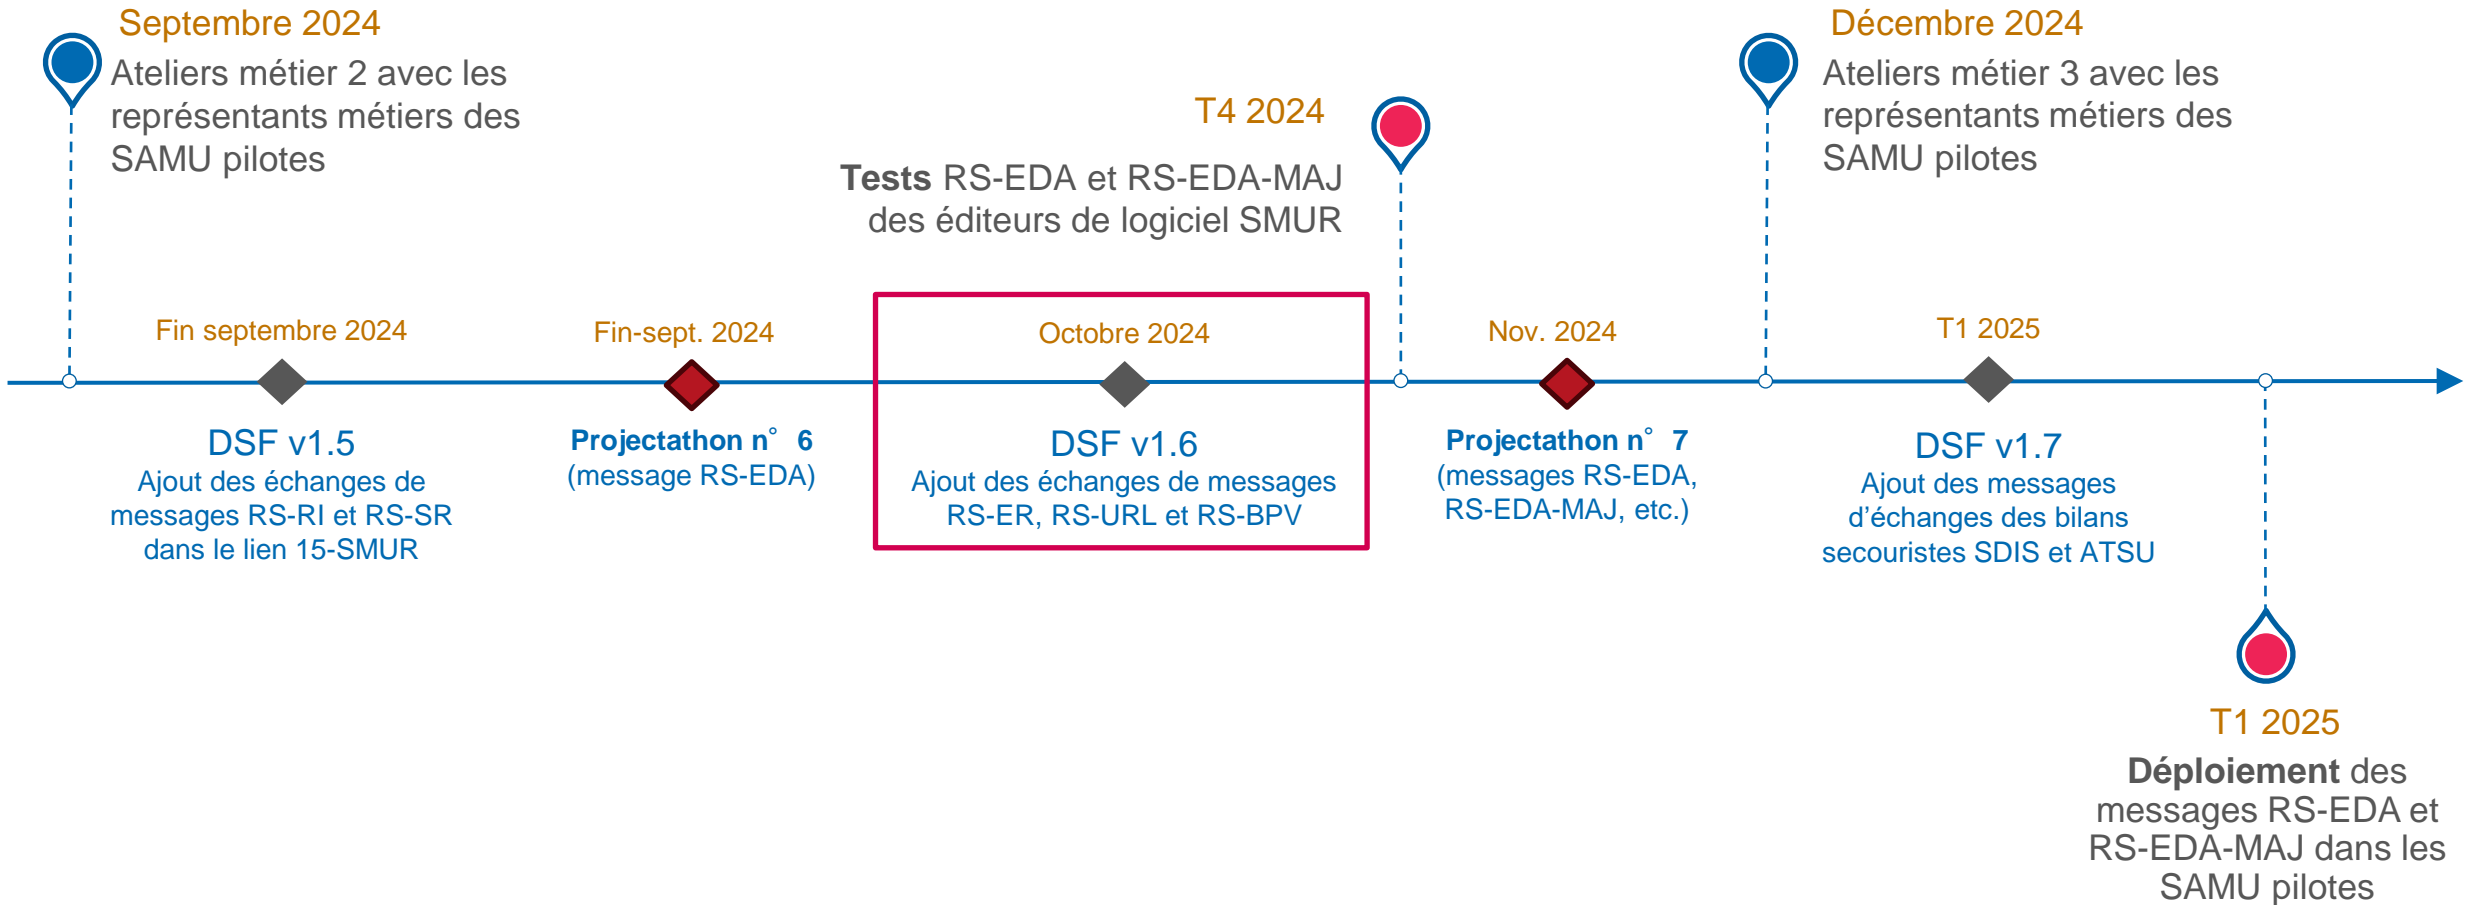 Septembre 2024
Ateliers métier 2 avec les
représentants métiers des
SAMU pilotes
T4 2024
Tests RS-EDA et RS-EDA-MAJ
des éditeurs de logiciel SMUR
Décembre 2024
Ateliers métier 3 avec les
représentants métiers des
SAMU pilotes
Fin septembre 2024
DSF v1.5
Ajout des échanges de
messages RS-RI et RS-SR
dans le lien 15-SMUR
Fin-sept. 2024
Projectathon n° 6
(message RS-EDA)
Octobre 2024
DSF v1.6
Ajout des échanges de messages
RS-ER, RS-URL et RS-BPV
Nov. 2024
Projectathon n° 7
(messages RS-EDA,
RS-EDA-MAJ, etc.)
T1 2025
DSF v1.7
Ajout des messages
d’échanges des bilans
secouristes SDIS et ATSU
T1 2025
Déploiement des
messages RS-EDA et
RS-EDA-MAJ dans les
SAMU pilotes